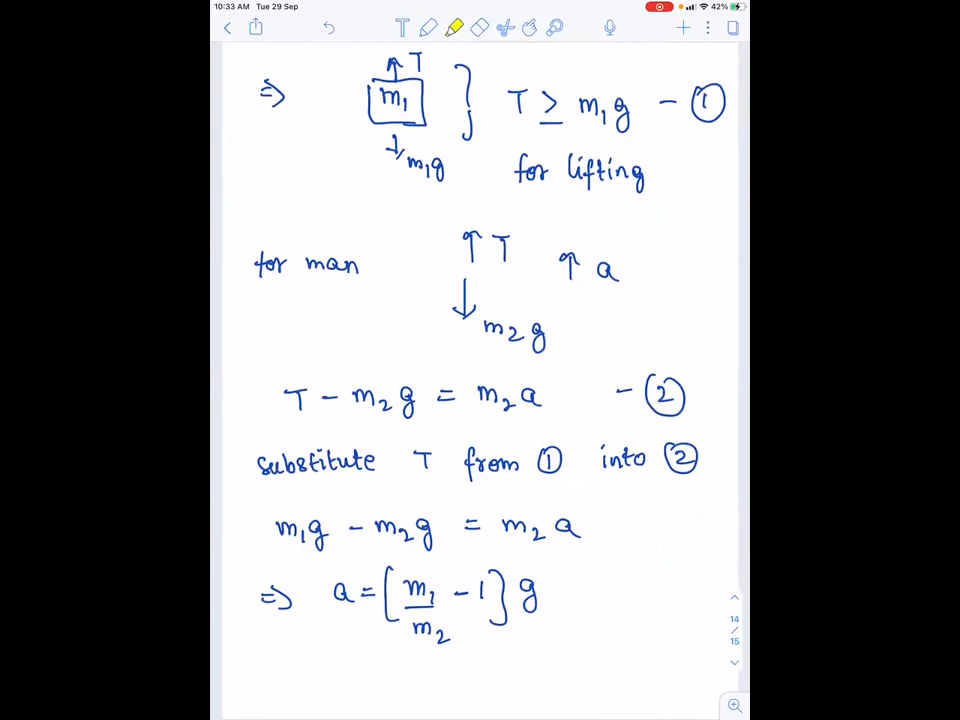 10:33 AM Tue 29 Sep 42%
⇒ ↑ T
m₁ } T ≥ m₁g - ①
↓ m₁g for lifting
for man ↑ T ↑ a
↓ m₂g
T - m₂g = m₂a - ②
substitute T from ① into ②
m₁g - m₂g = m₂a
⇒ a = [m₁/m₂ - 1] g
14
/
15